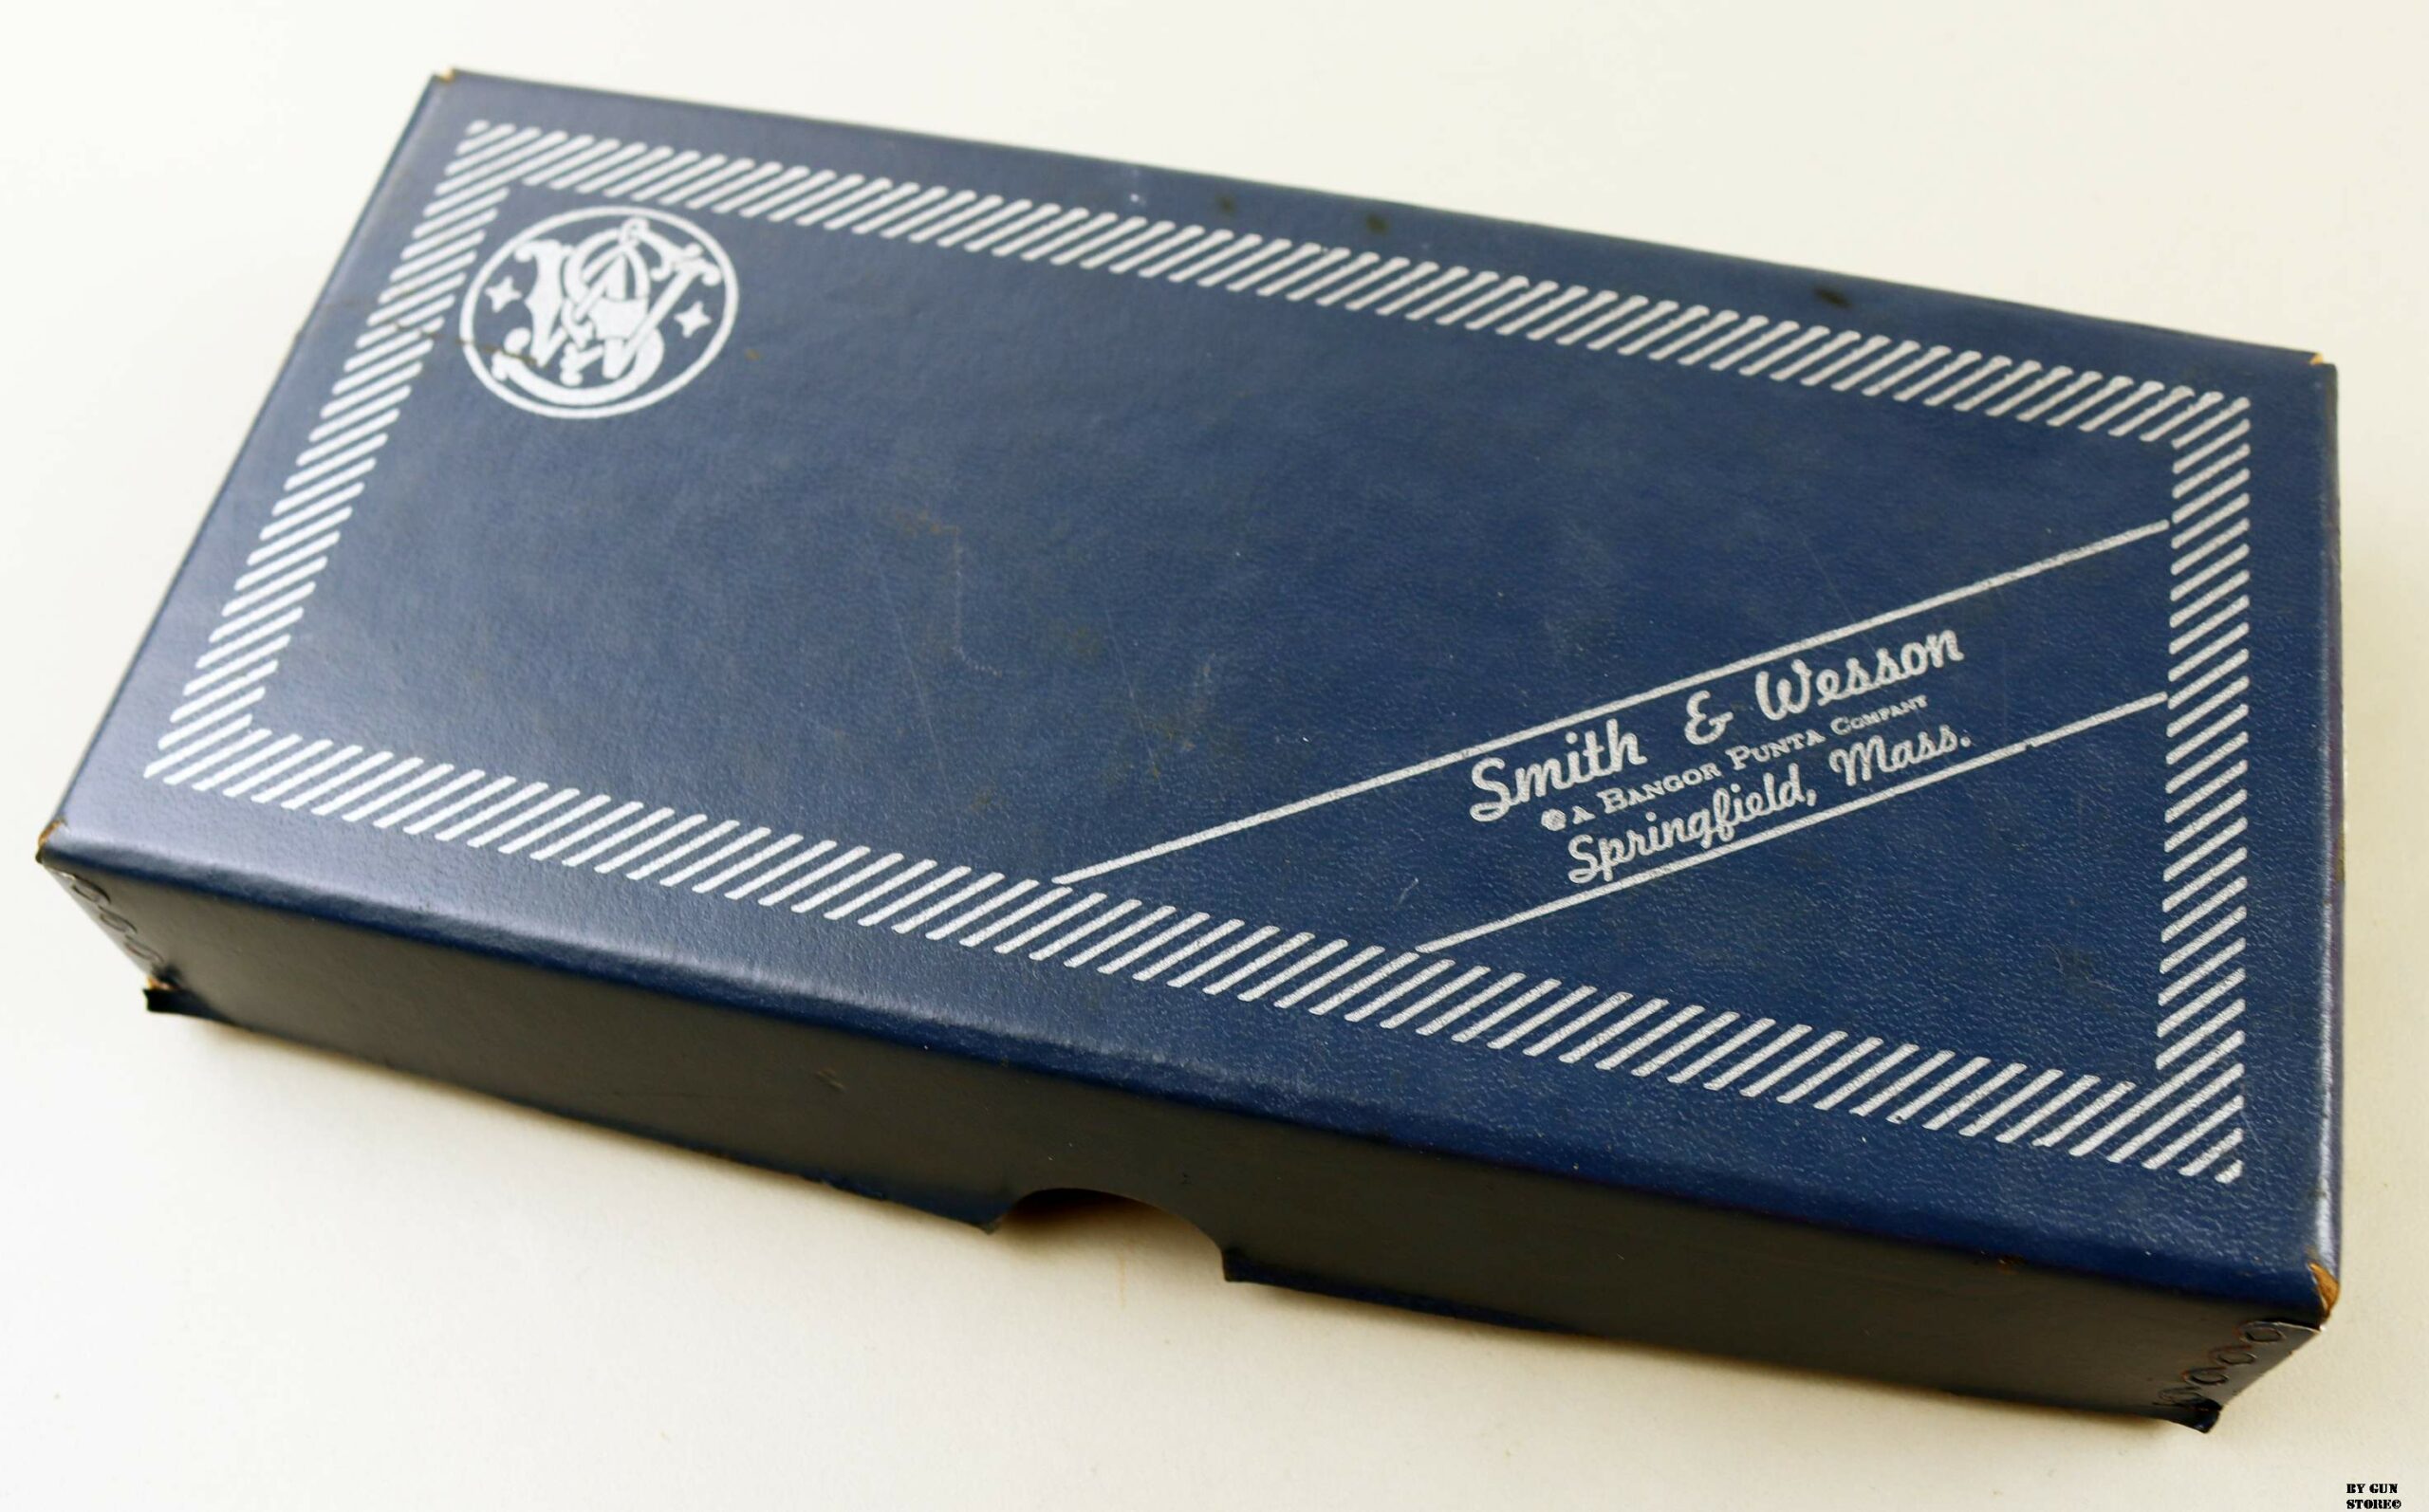 Smith & Wesson
A BANGOR PUNTA COMPANY
Springfield, Mass.
BY GUN
STORE©